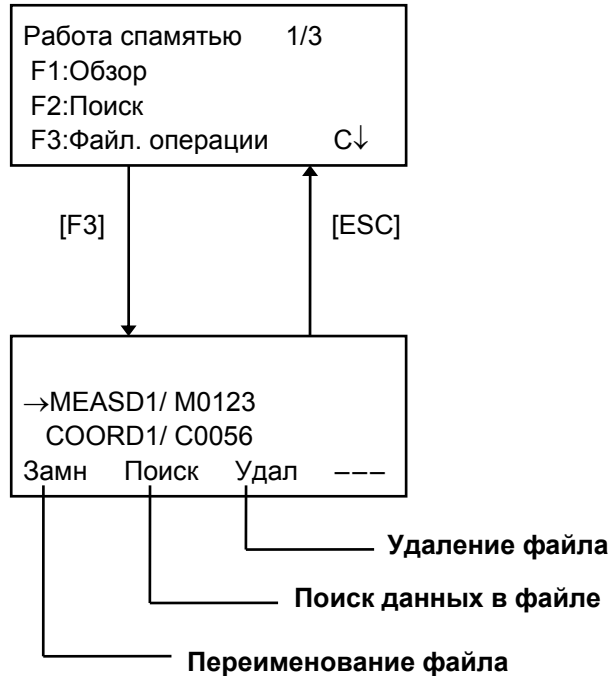 Работа спамятью 1/3
F1:Обзор
F2:Поиск
F3:Файл. операции C↓
[F3] [ESC]
→MEASD1/ M0123
COORD1/ C0056
Замн Поиск Удал –––
Удаление файла
Поиск данных в файле
Переименование файла